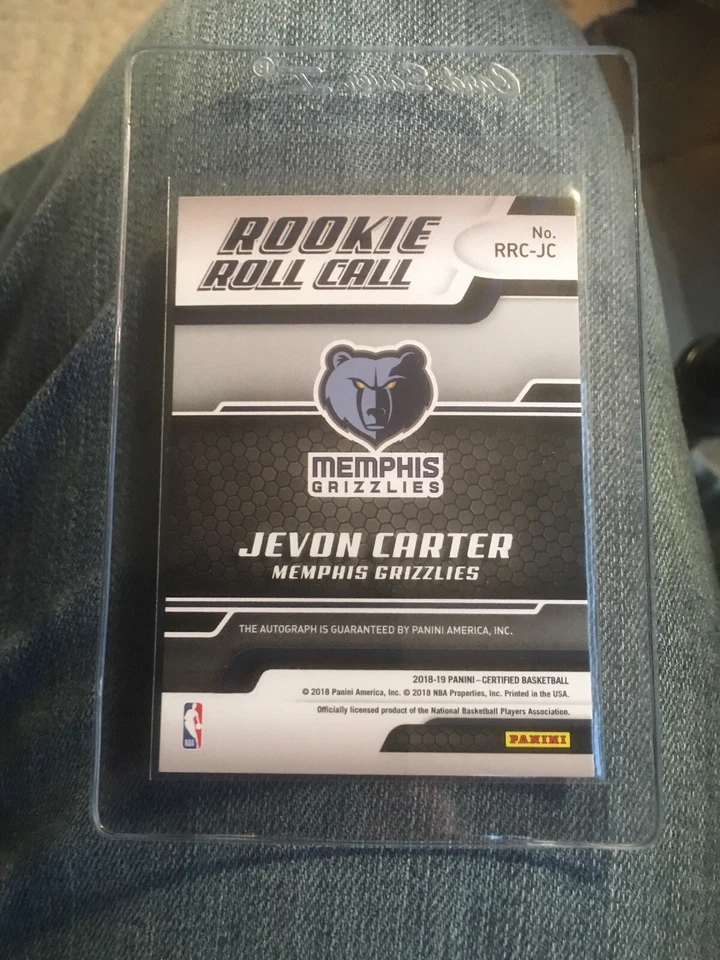 ROOKIE
ROLL CALL
No.
RRC-JC
MEMPHIS
GRIZZLIES
JEVON CARTER
MEMPHIS GRIZZLIES
THE AUTOGRAPH IS GUARANTEED BY PANINI AMERICA, INC.
2018-19 PANINI – CERTIFIED BASKETBALL
© 2018 Panini America, Inc. © 2018 NBA Properties, Inc. Printed in the USA.
Officially licensed product of the National Basketball Players Association.
NBA
PANINI